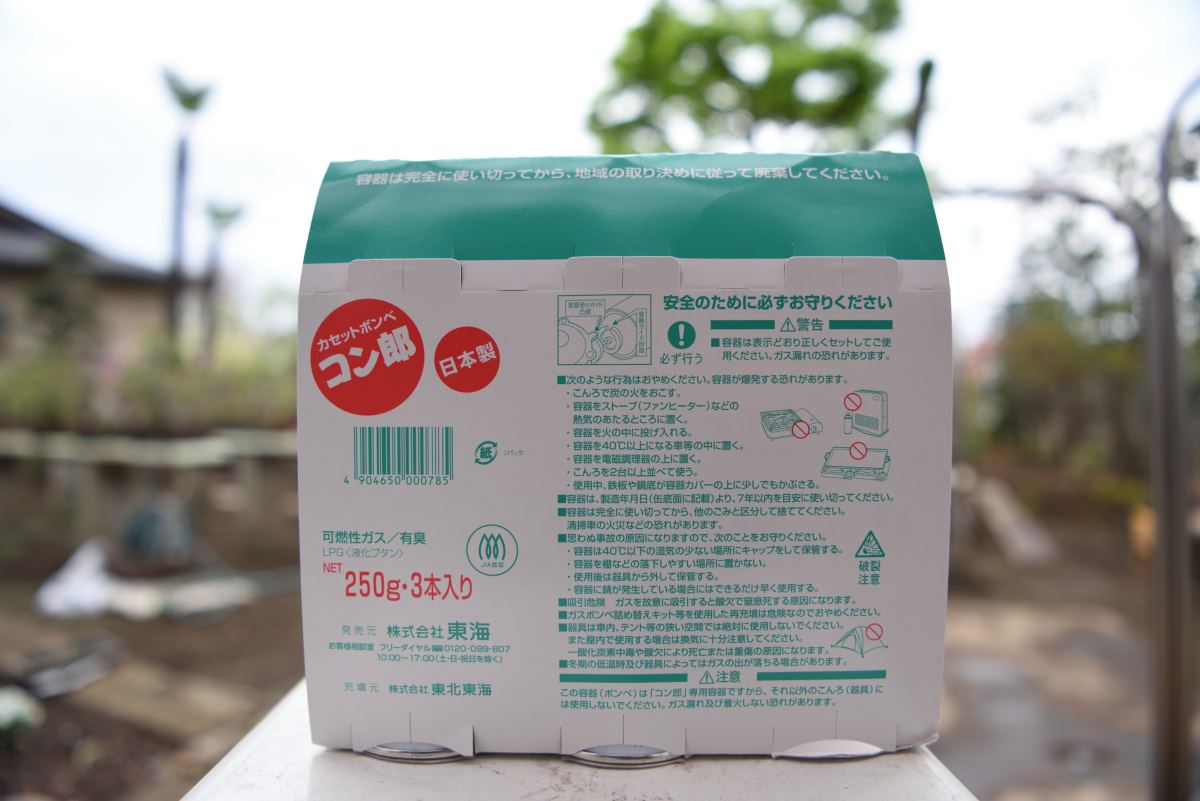 容器は完全に使い切ってから、地域の取り決めに従って廃棄してください。
カセットボンベ
コン郎
日本製
4 904650 000785
紙
:パック
可燃性ガス/有臭
LPG〈液化ブタン〉
JIA認証
NET 250g・3本入り
発売元 株式会社 東海
お客様相談室 フリーダイヤル 0120-099-807
10:00〜17:00(土・日・祝日を除く)
充填元 株式会社 東北東海
容器受けガイド
凸部
容器ガイド凹部
安全のために必ずお守りください
必ず行う
警告
■容器は表示どおり正しくセットしてご使
用ください。ガス漏れの恐れがあります。
■次のような行為はおやめください。容器が爆発する恐れがあります。
・こんろで炭の火をおこす。
・容器をストーブ(ファンヒーター)などの
熱気のあたるところに置く。
・容器を火の中に投げ入れる。
・容器を40℃以上になる車等の中に置く。
・容器を電磁調理器の上に置く。
・こんろを2台以上並べて使う。
・使用中、鉄板や鍋底が容器カバーの上に少しでもかぶさる。
■容器は、製造年月日(缶底面に記載)より、7年以内を目安に使い切ってください。
■容器は完全に使い切ってから、他のごみと区分して捨ててください。
清掃車の火災などの恐れがあります。
■思わぬ事故の原因になりますので、次のことをお守りください。
・容器は40℃以下の湿気の少ない場所にキャップをして保管する。
・容器を棚などの落下しやすい場所に置かない。
・使用後は器具から外して保管する。
・容器に錆が発生している場合にはできるだけ早く使用する。
破裂
注意
■吸引危険 ガスを故意に吸引すると酸欠で窒息死する原因になります。
■ガスボンベ詰め替えキット等を使用した再充填は危険なのでおやめください。
■器具は車内、テント等の狭い空間では絶対に使用しないでください。
また屋内で使用する場合は換気に十分注意してください。
一酸化炭素中毒や酸欠により死亡または重傷の原因になります。
■冬期の低温時及び器具によってはガスの出が落ちる場合があります。
注意
この容器(ボンベ)は「コン郎」専用容器ですから、それ以外のこんろ(器具)に
は使用しないでください。ガス漏れ及び着火しない恐れがあります。